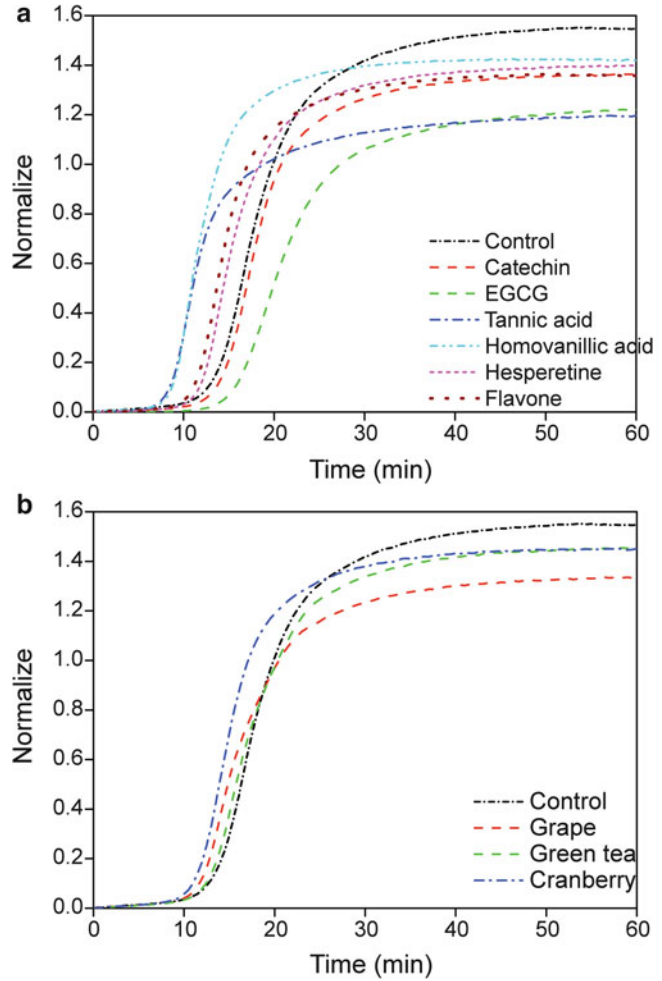 a
1.6
1.4
1.2
1.0
0.8
0.6
0.4
0.2
0.0
Normalize
Control
Catechin
EGCG
Tannic acid
Homovanillic acid
Hesperetine
Flavone
0 10 20 30 40 50 60
Time (min)
b
1.6
1.4
1.2
1.0
0.8
0.6
0.4
0.2
0.0
Normalize
Control
Grape
Green tea
Cranberry
0 10 20 30 40 50 60
Time (min)